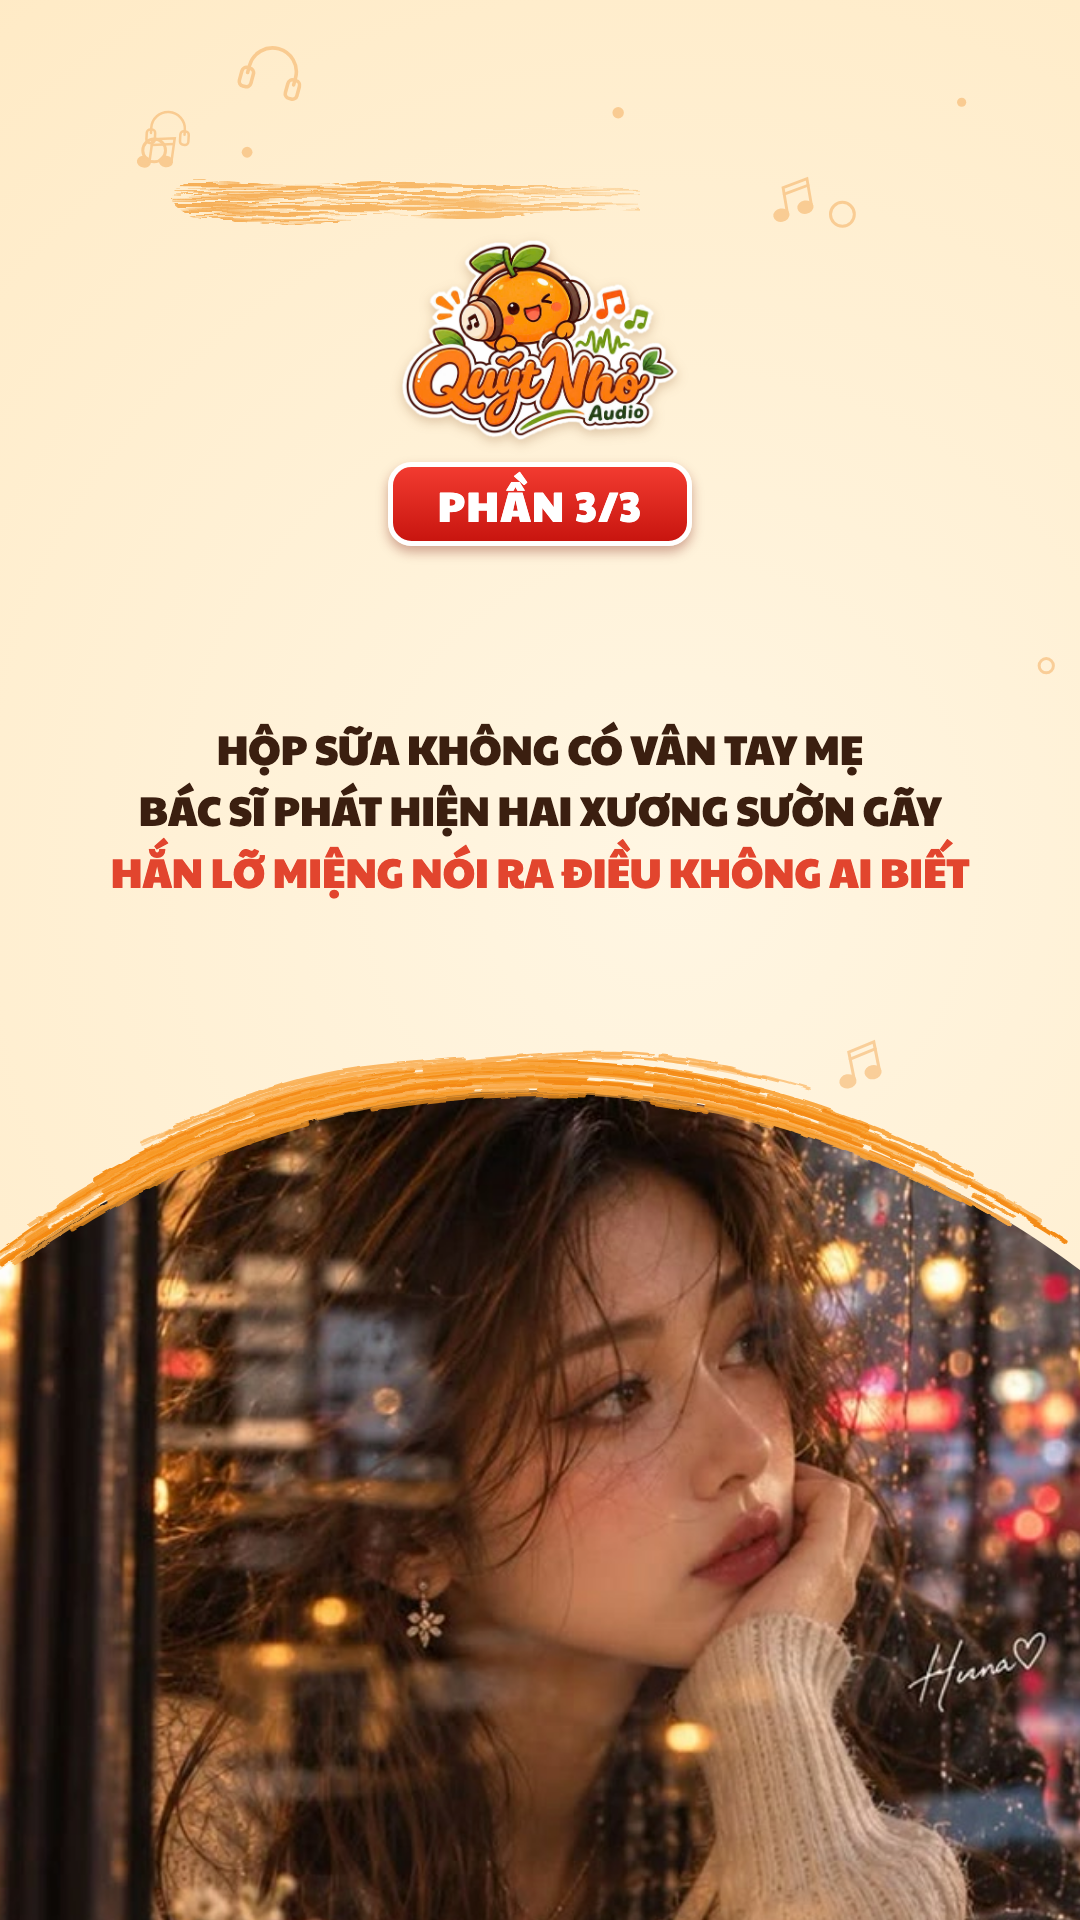 Quýt Nhỏ
Audio
PHẦN 3/3
HỘP SỮA KHÔNG CÓ VÂN TAY MẸ
BÁC SĨ PHÁT HIỆN HAI XƯƠNG SƯỜN GÃY
HẮN LỠ MIỆNG NÓI RA ĐIỀU KHÔNG AI BIẾT